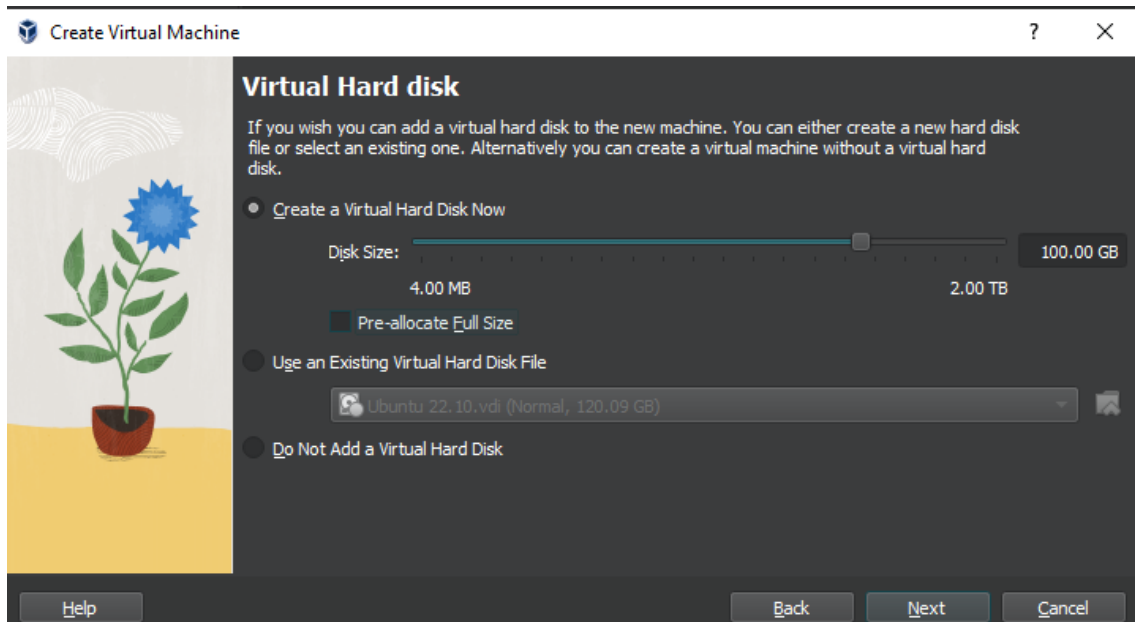 Create Virtual Machine
?
Virtual Hard disk
If you wish you can add a virtual hard disk to the new machine. You can either create a new hard disk
file or select an existing one. Alternatively you can create a virtual machine without a virtual hard
disk.
Create a Virtual Hard Disk Now
Disk Size:
100.00 GB
4.00 MB
2.00 TB
Pre-allocate Full Size
Use an Existing Virtual Hard Disk File
Ubuntu 22.10.vdi (Normal, 120.09 GB)
Do Not Add a Virtual Hard Disk
Help
Back
Next
Cancel